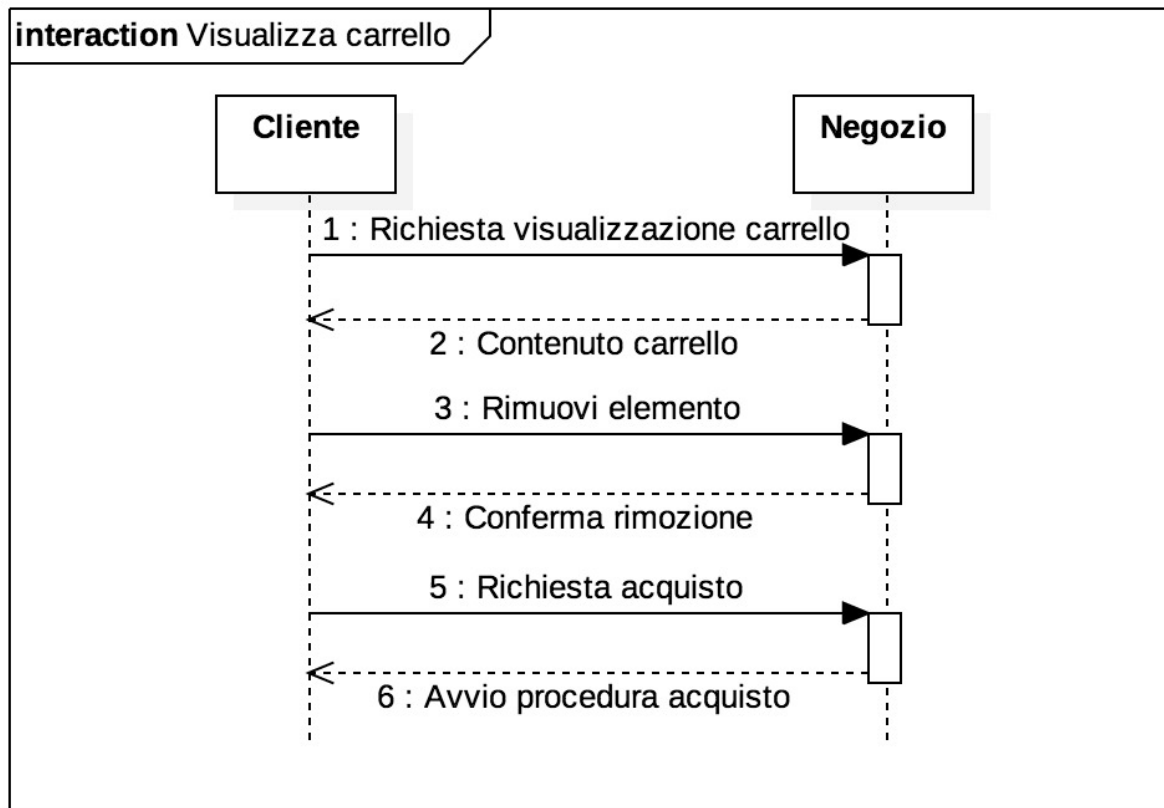 interaction Visualizza carrello
Cliente
Negozio
1 : Richiesta visualizzazione carrello
2 : Contenuto carrello
3 : Rimuovi elemento
4 : Conferma rimozione
5 : Richiesta acquisto
6 : Avvio procedura acquisto